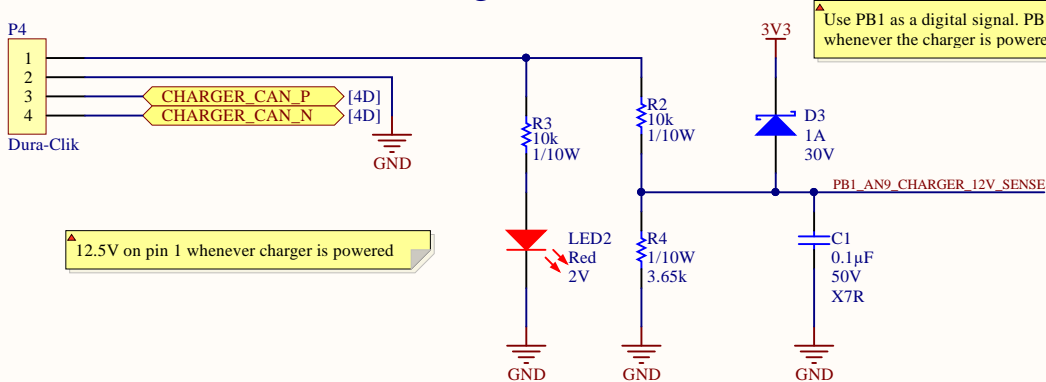 P4
1
2
3
4
CHARGER_CAN_P
[4D]
CHARGER_CAN_N
[4D]
Dura-Clik
GND
12.5V on pin 1 whenever charger is powered
R3
10k
1/10W
LED2
Red
2V
GND
R2
10k
1/10W
R4
1/10W
3.65k
GND
3V3
D3
1A
30V
PB1_AN9_CHARGER_12V_SENSE
C1
0.1µF
50V
X7R
GND
Use PB1 as a digital signal. PB
whenever the charger is powere